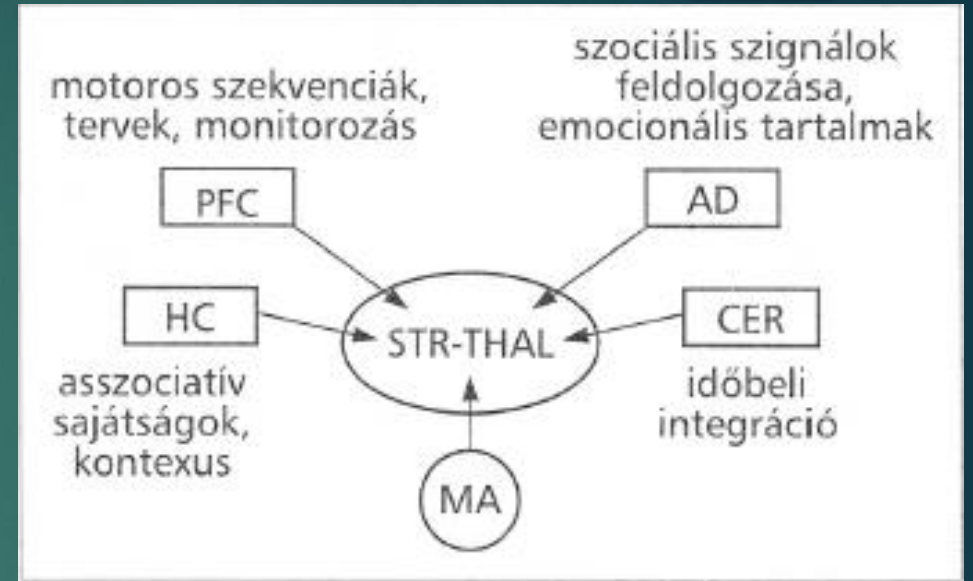 motoros szekvenciák,
tervek, monitorozás
szociális szignálok
feldolgozása,
emocionális tartalmak
PFC
AD
HC
STR-THAL
CER
asszociatív
sajátságok,
kontexus
időbeli
integráció
MA